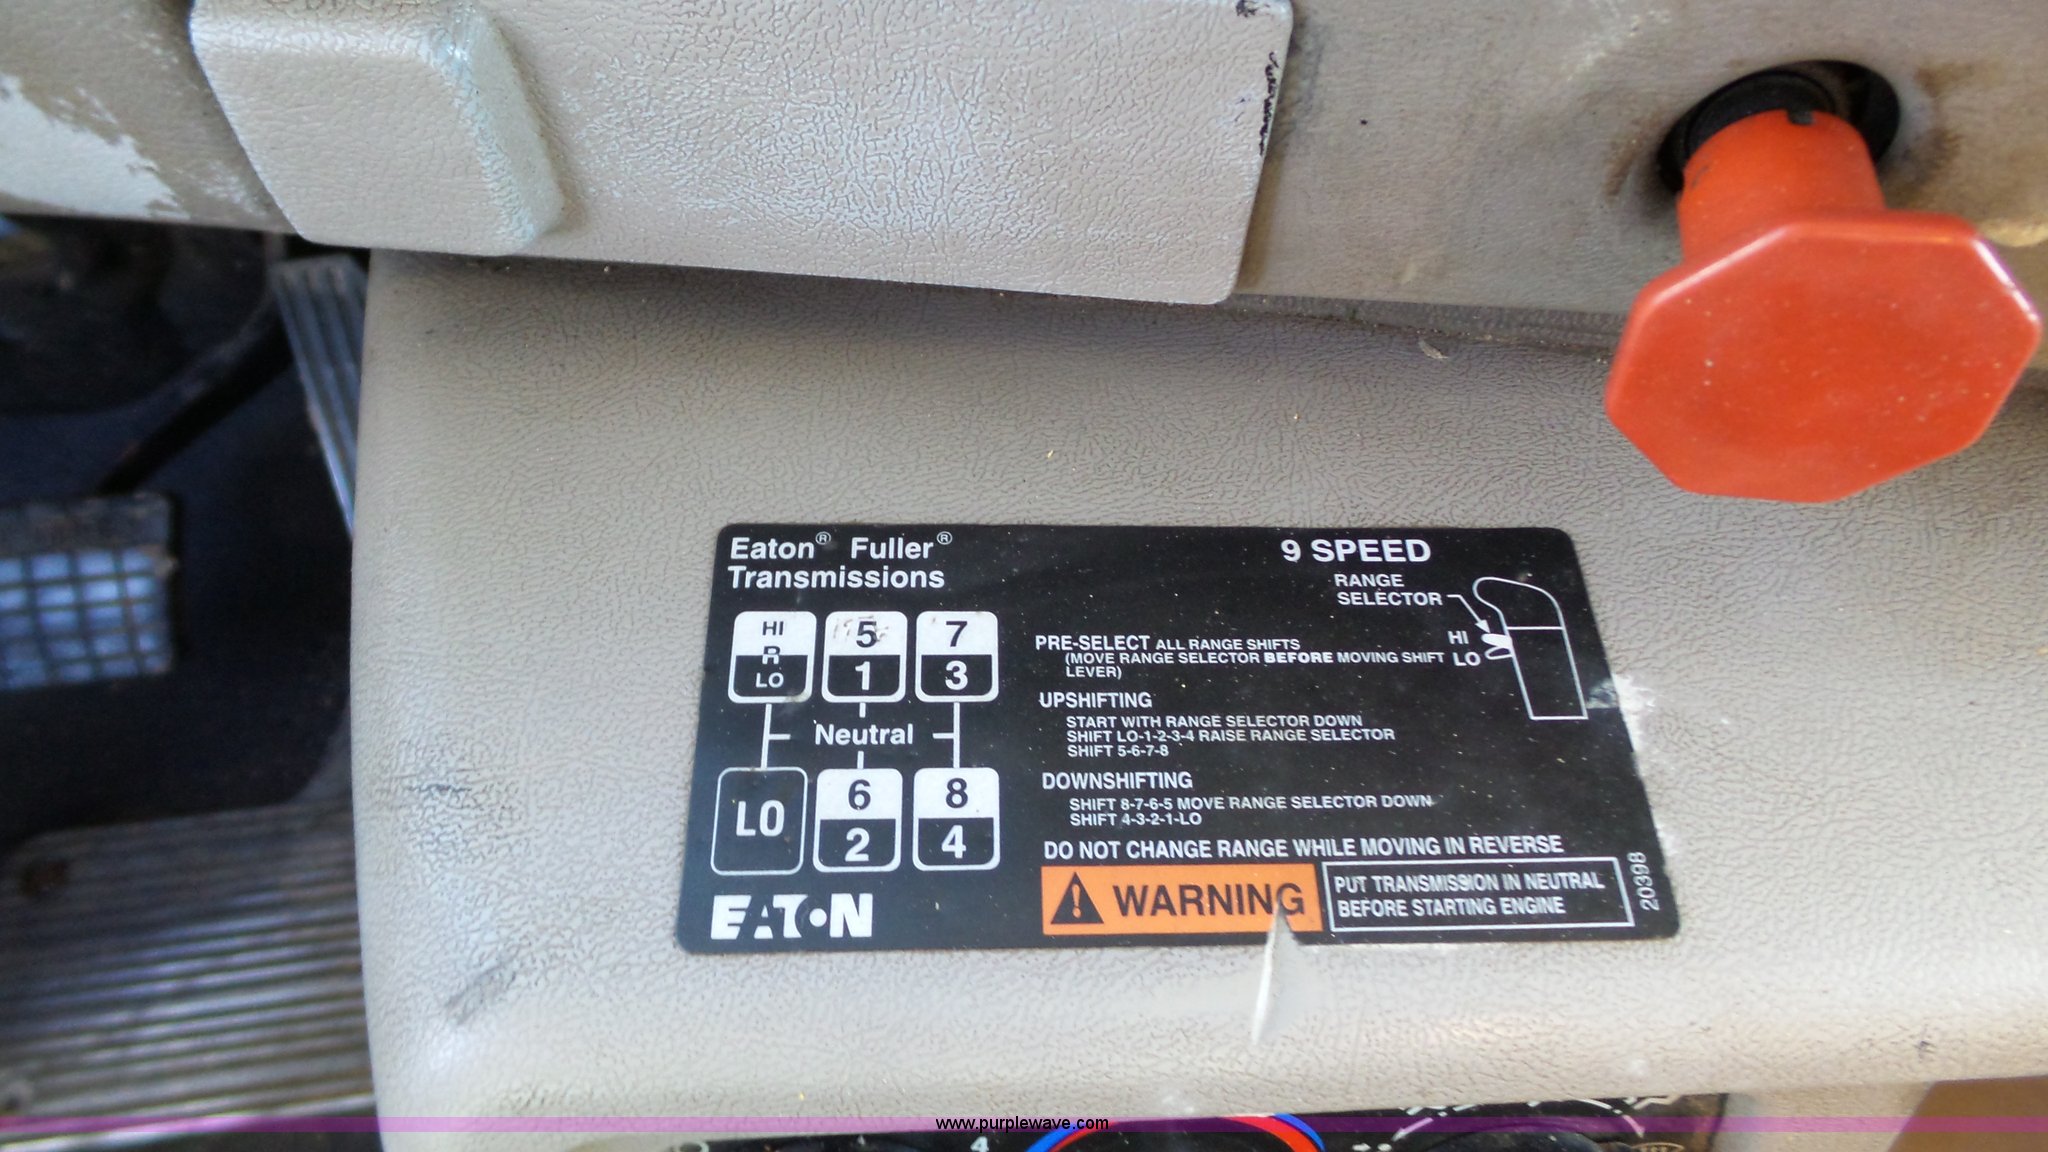 Eaton® Fuller®
Transmissions
9 SPEED
RANGE
SELECTOR
HI
LO
HI
R
LO
5
1
7
3
Neutral
LO
6
2
8
4
EATON
PRE-SELECT ALL RANGE SHIFTS
(MOVE RANGE SELECTOR BEFORE MOVING SHIFT
LEVER)
UPSHIFTING
START WITH RANGE SELECTOR DOWN
SHIFT LO-1-2-3-4 RAISE RANGE SELECTOR
SHIFT 5-6-7-8
DOWNSHIFTING
SHIFT 8-7-6-5 MOVE RANGE SELECTOR DOWN
SHIFT 4-3-2-1-LO
DO NOT CHANGE RANGE WHILE MOVING IN REVERSE
WARNING
PUT TRANSMISSION IN NEUTRAL
BEFORE STARTING ENGINE
20398
www.purplewave.com
4